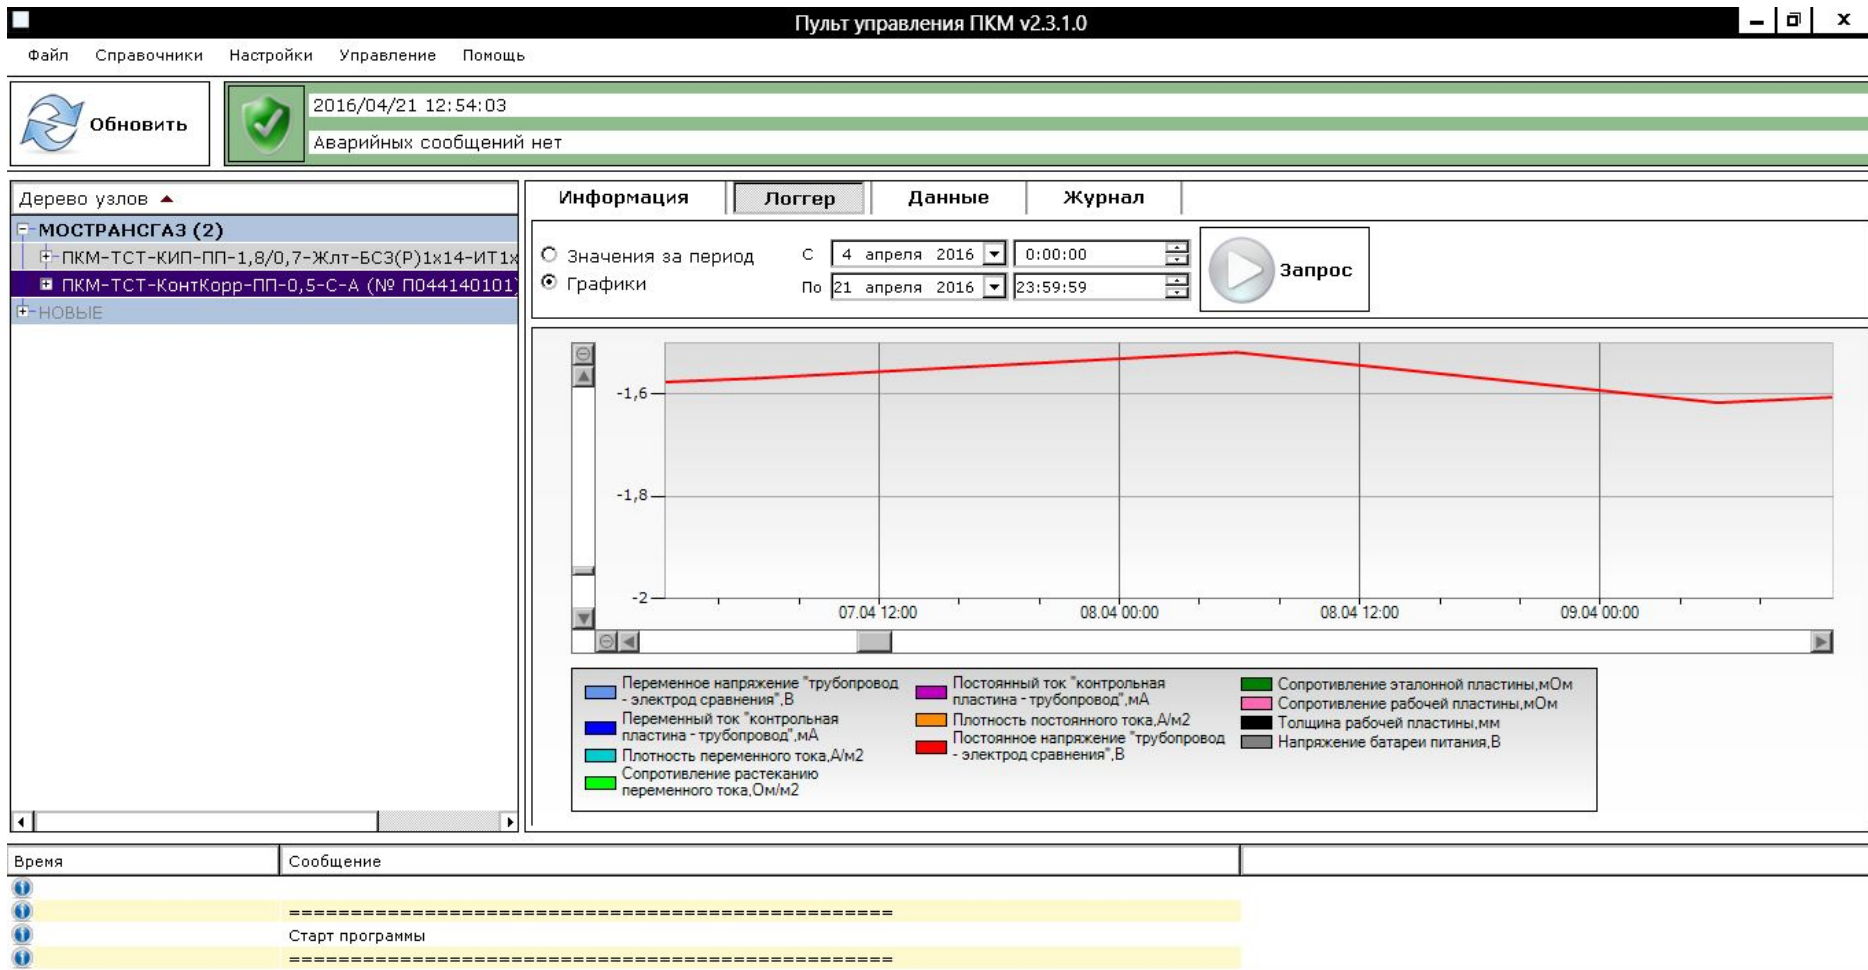 Пульт управления ПКМ v2.3.1.0
Файл Справочники Настройки Управление Помощь
Обновить
2016/04/21 12:54:03
Аварийных сообщений нет
Дерево узлов
МОСТРАНСГАЗ (2)
ПКМ-ТСТ-КИП-ПП-1,8/0,7-Жлт-БСЗ(Р)1х14-ИТ1х
ПКМ-ТСТ-КонтКорр-ПП-0,5-С-А (№ П044140101)
НОВЫЕ
Информация Логгер Данные Журнал
Значения за период
Графики
С 4 апреля 2016 0:00:00
По 21 апреля 2016 23:59:59
Запрос
-1,6
-1,8
-2
07.04 12:00 08.04 00:00 08.04 12:00 09.04 00:00
Переменное напряжение "трубопровод
- электрод сравнения",В
Переменный ток "контрольная
пластина - трубопровод",мА
Плотность переменного тока,А/м2
Сопротивление растеканию
переменного тока,Ом/м2
Постоянный ток "контрольная
пластина - трубопровод",мА
Плотность постоянного тока,А/м2
Постоянное напряжение "трубопровод
- электрод сравнения",В
Сопротивление эталонной пластины,мОм
Сопротивление рабочей пластины,мОм
Толщина рабочей пластины,мм
Напряжение батареи питания,В
Время Сообщение
=================================================
Старт программы
=================================================